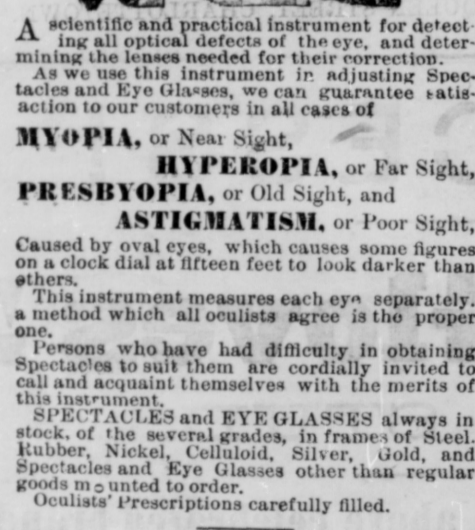 A scientific and practical instrument for detect-
ing all optical defects of the eye, and deter-
mining the lenses needed for their correction.
As we use this instrument in adjusting Spec-
tacles and Eye Glasses, we can guarantee satis-
action to our customers in all cases of
MYOPIA, or Near Sight,
HYPEROPIA, or Far Sight,
PRESBYOPIA, or Old Sight, and
ASTIGMATISM, or Poor Sight,
Caused by oval eyes, which causes some figures
on a clock dial at fifteen feet to look darker than
others.
This instrument measures each eye separately,
a method which all oculists agree is the proper
one.
Persons who have had difficulty in obtaining
Spectacles to suit them are cordially invited to
call and acquaint themselves with the merits of
this instrument.
SPECTACLES and EYE GLASSES always in
stock, of the several grades, in frames of Steel.
Rubber, Nickel, Celluloid, Silver, Gold, and
Spectacles and Eye Glasses other than regular
goods mounted to order.
Oculists' Prescriptions carefully filled.